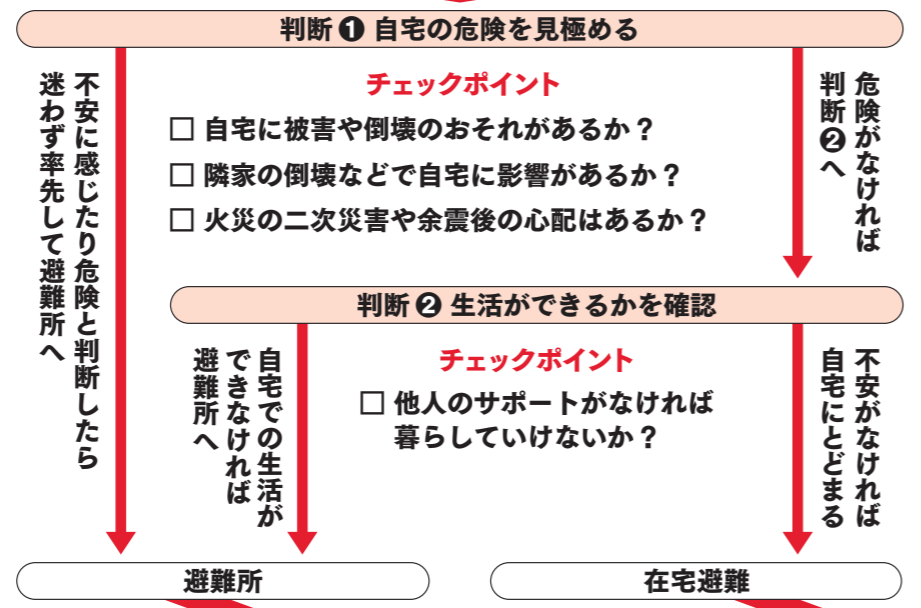 判断❶ 自宅の危険を見極める
不安に感じたり危険と判断したら
迷わず率先して避難所へ
チェックポイント
□ 自宅に被害や倒壊のおそれがあるか？
□ 隣家の倒壊などで自宅に影響があるか？
□ 火災の二次災害や余震後の心配はあるか？
危険がなければ
判断❷へ
判断❷ 生活ができるかを確認
自宅での生活が
できなければ
避難所へ
チェックポイント
□ 他人のサポートがなければ
暮らしていけないか？
不安がなければ
自宅にとどまる
避難所
在宅避難